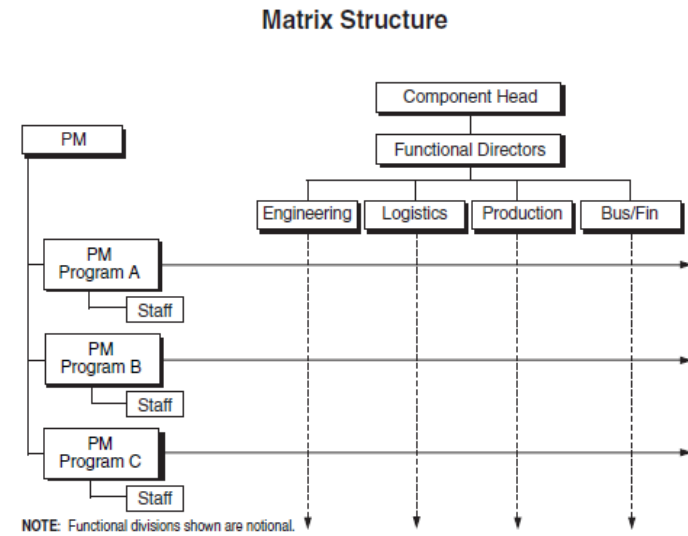 Matrix Structure
Component Head
PM
Functional Directors
Engineering
Logistics
Production
Bus/Fin
PM
Program A
Staff
PM
Program B
Staff
PM
Program C
Staff
NOTE: Functional divisions shown are notional.